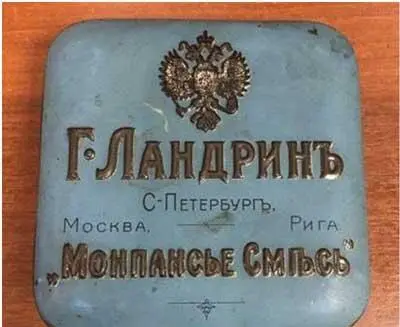 Г. ЛАНДРИНЪ
С-ПЕТЕРБУРГЪ,
МОСКВА, РИГА
„МОНПАНСЬЕ СМѢСЬ"